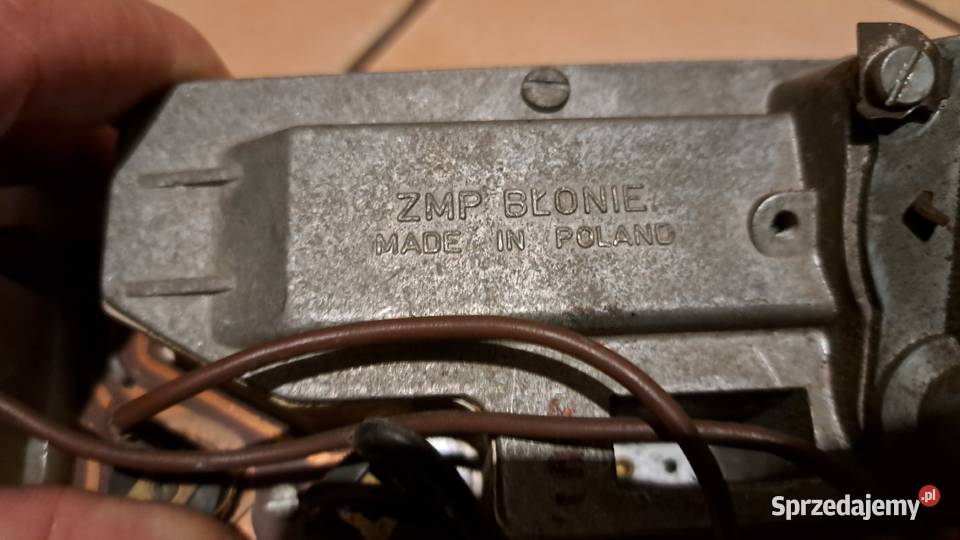 ZMP BŁONIE
MADE IN POLAND
Sprzedajemy.pl